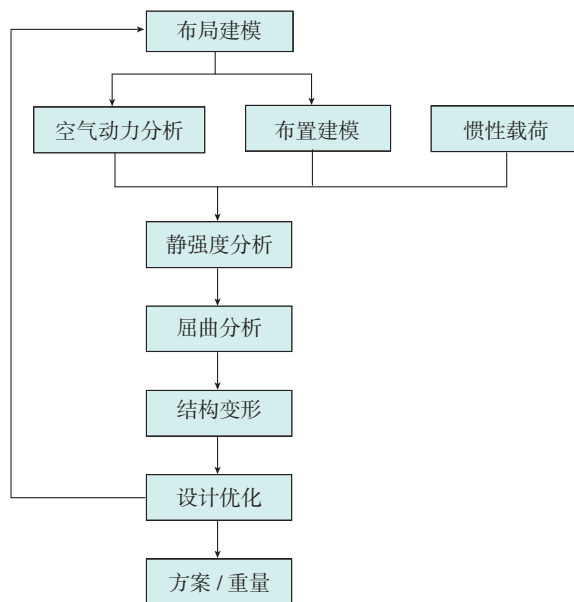 布局建模
空气动力分析
布置建模
惯性载荷
静强度分析
屈曲分析
结构变形
设计优化
方案 / 重量